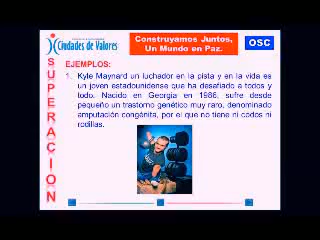 Construyamos Juntos,
Un Mundo en Paz.
OSC
Ciudades de Valores
SUPERACION
EJEMPLOS:
1. Kyle Maynard un luchador en la pista y en la vida es
un joven estadounidense que ha desafiado a todos y
todo. Nacido en Georgia en 1986, sufre desde
pequeño un trastorno genético muy raro, denominado
amputación congénita, por el que no tiene ni codos ni
rodillas.